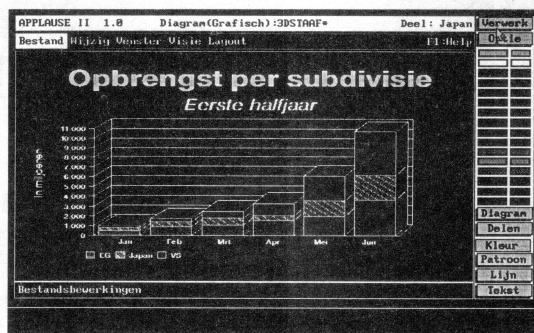 APPLAUSE II 1.0 Diagram(Grafisch):3DSTAAF* Deel: Japan
Verwerk
Bestand Wijzig Venster Visie Layout F1:Help
Optie
Opbrengst per subdivisie
Eerste halfjaar
11.000
10.000
9.000
8.000
7.000
6.000
5.000
4.000
3.000
2.000
1.000
0
In miljoenen
Jan Feb Mrt Apr Mei Jun
EG Japan VS
Diagram
Delen
Kleur
Patroon
Lijn
Tekst
Bestandsbewerkingen